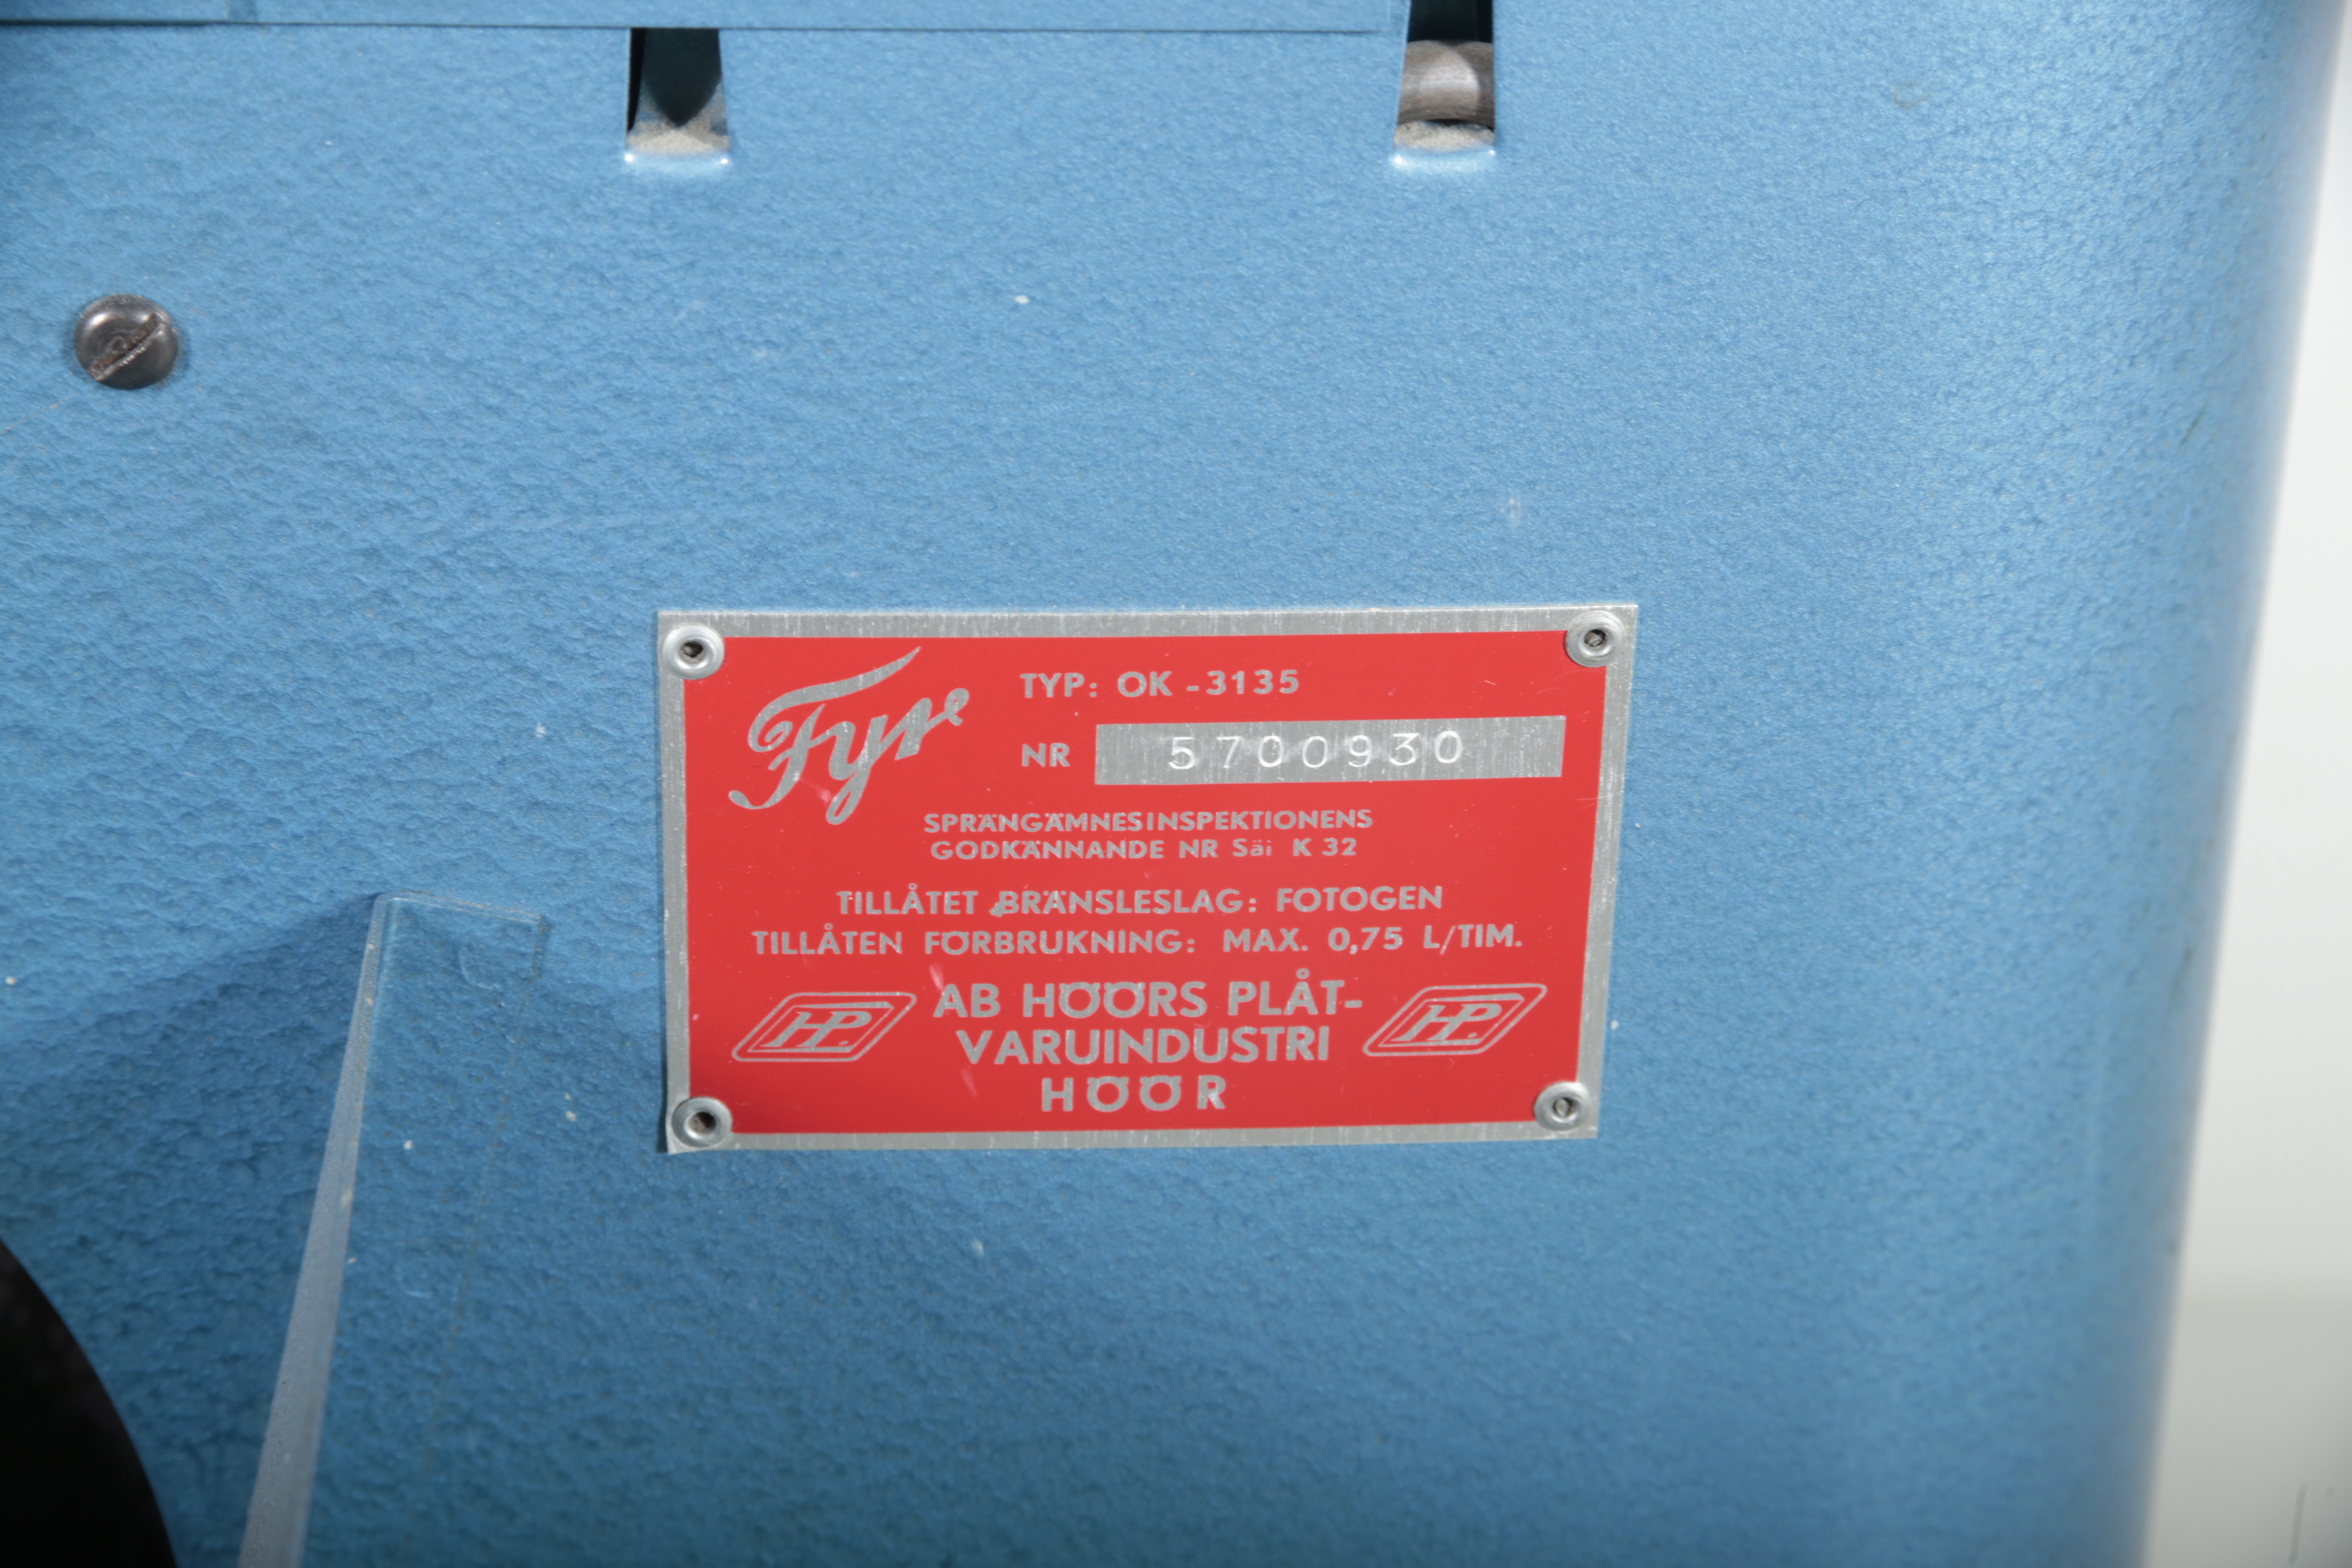 Fyr
TYP: OK -3135
NR 5700930
SPRÄNGÄMNESINSPEKTIONENS
GODKÄNNANDE NR Säi K 32
TILLÅTET BRÄNSLESLAG: FOTOGEN
TILLÅTEN FÖRBRUKNING: MAX. 0,75 L/TIM.
HP. AB HÖÖRS PLÅT- HP.
VARUINDUSTRI
HÖÖR